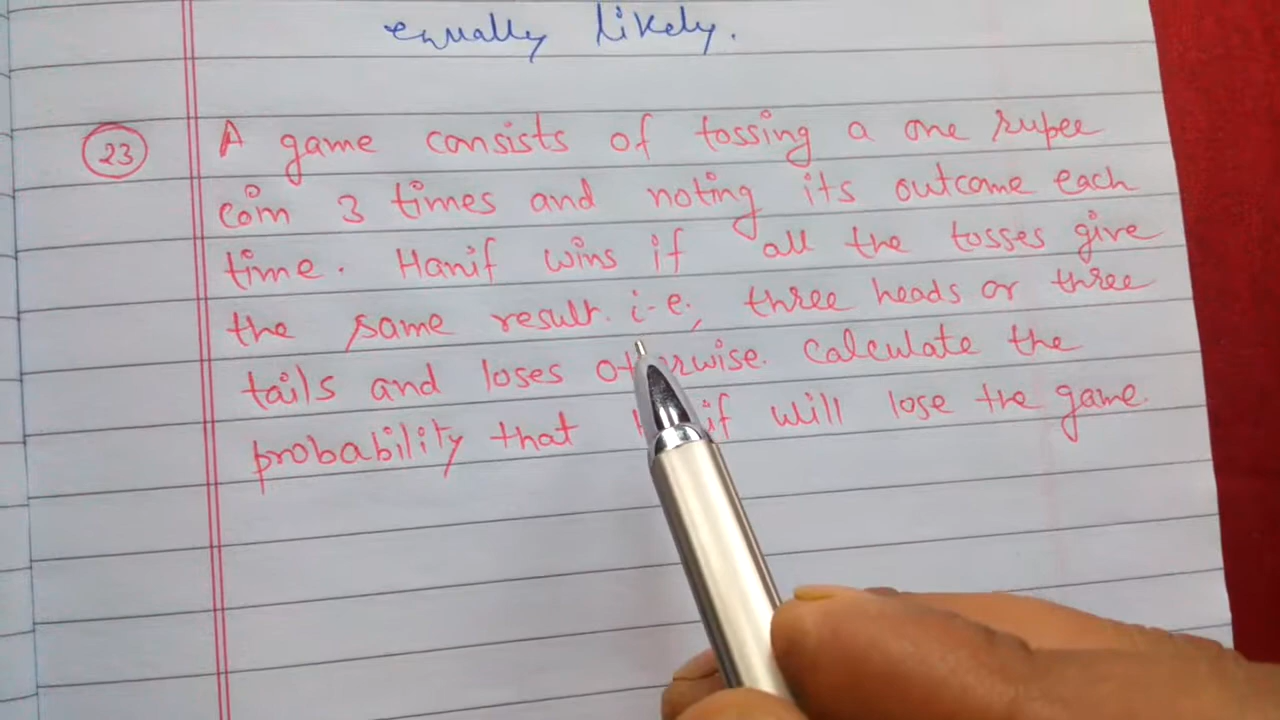 equally likely.
23 A game consists of tossing a one rupee
coin 3 times and noting its outcome each
time. Hanif wins if all the tosses give
the same result. i.e., three heads or three
tails and loses otherwise. Calculate the
probability that if will lose the game.